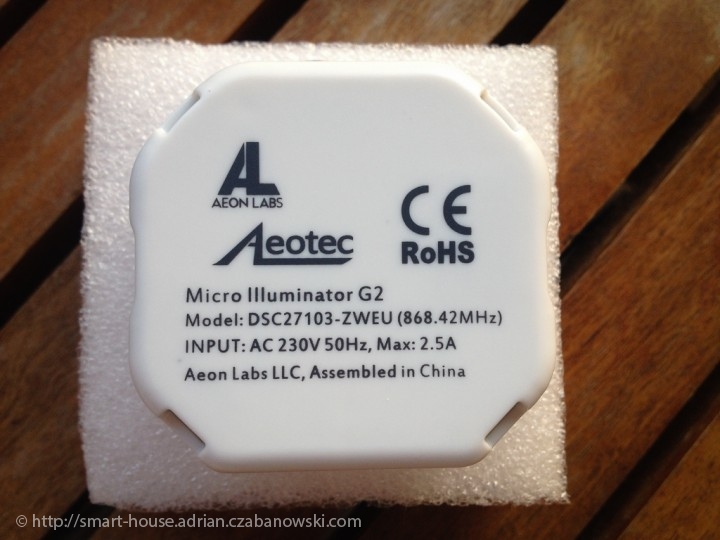 AL
AEON LABS
Aeotec
CE
RoHS
Micro Illuminator G2
Model: DSC27103-ZWEU (868.42MHz)
INPUT: AC 230V 50Hz, Max: 2.5A
Aeon Labs LLC, Assembled in China
© http://smart-house.adrian.czabanowski.com